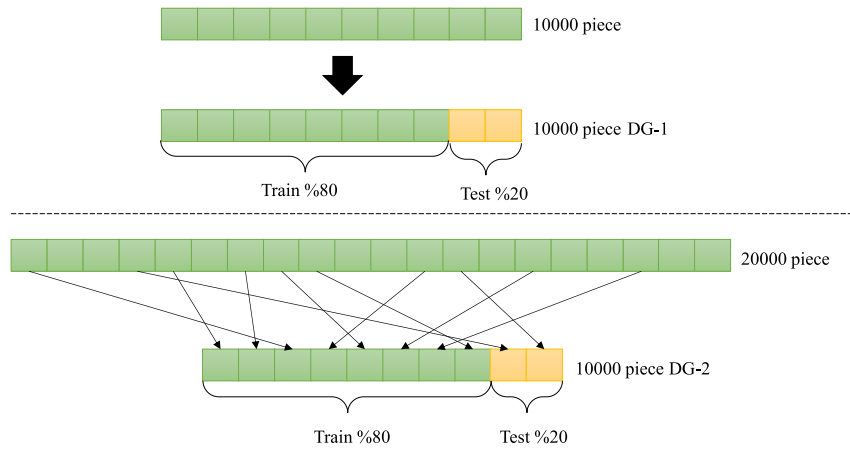 10000 piece
10000 piece DG-1
Train %80
Test %20
20000 piece
10000 piece DG-2
Train %80
Test %20